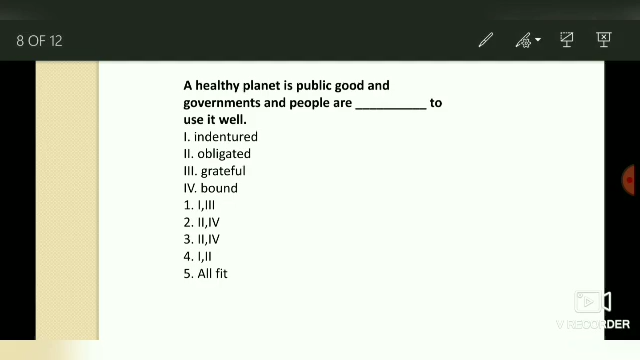 8 OF 12
A healthy planet is public good and
governments and people are __________ to
use it well.
I. indentured
II. obligated
III. grateful
IV. bound
1. I,III
2. II,IV
3. II,IV
4. I,II
5. All fit
V RECORDER